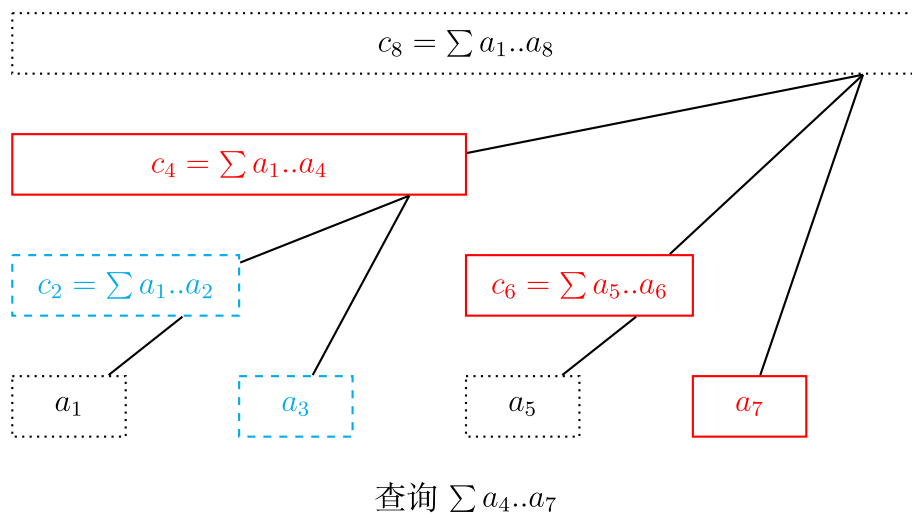 c₈ = ∑ a₁..a₈
c₄ = ∑ a₁..a₄
c₂ = ∑ a₁..a₂
c₆ = ∑ a₅..a₆
a₁
a₃
a₅
a₇
查询 ∑ a₄..a₇